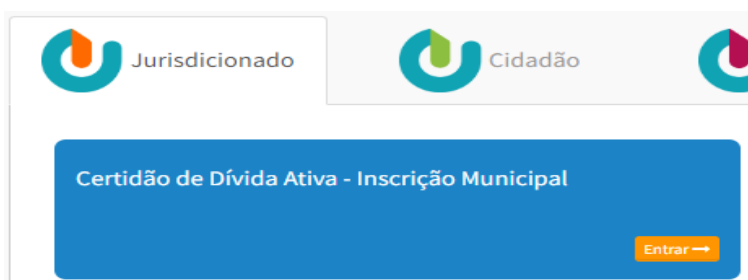 Jurisdicionado
Cidadão
Certidão de Dívida Ativa - Inscrição Municipal
Entrar→